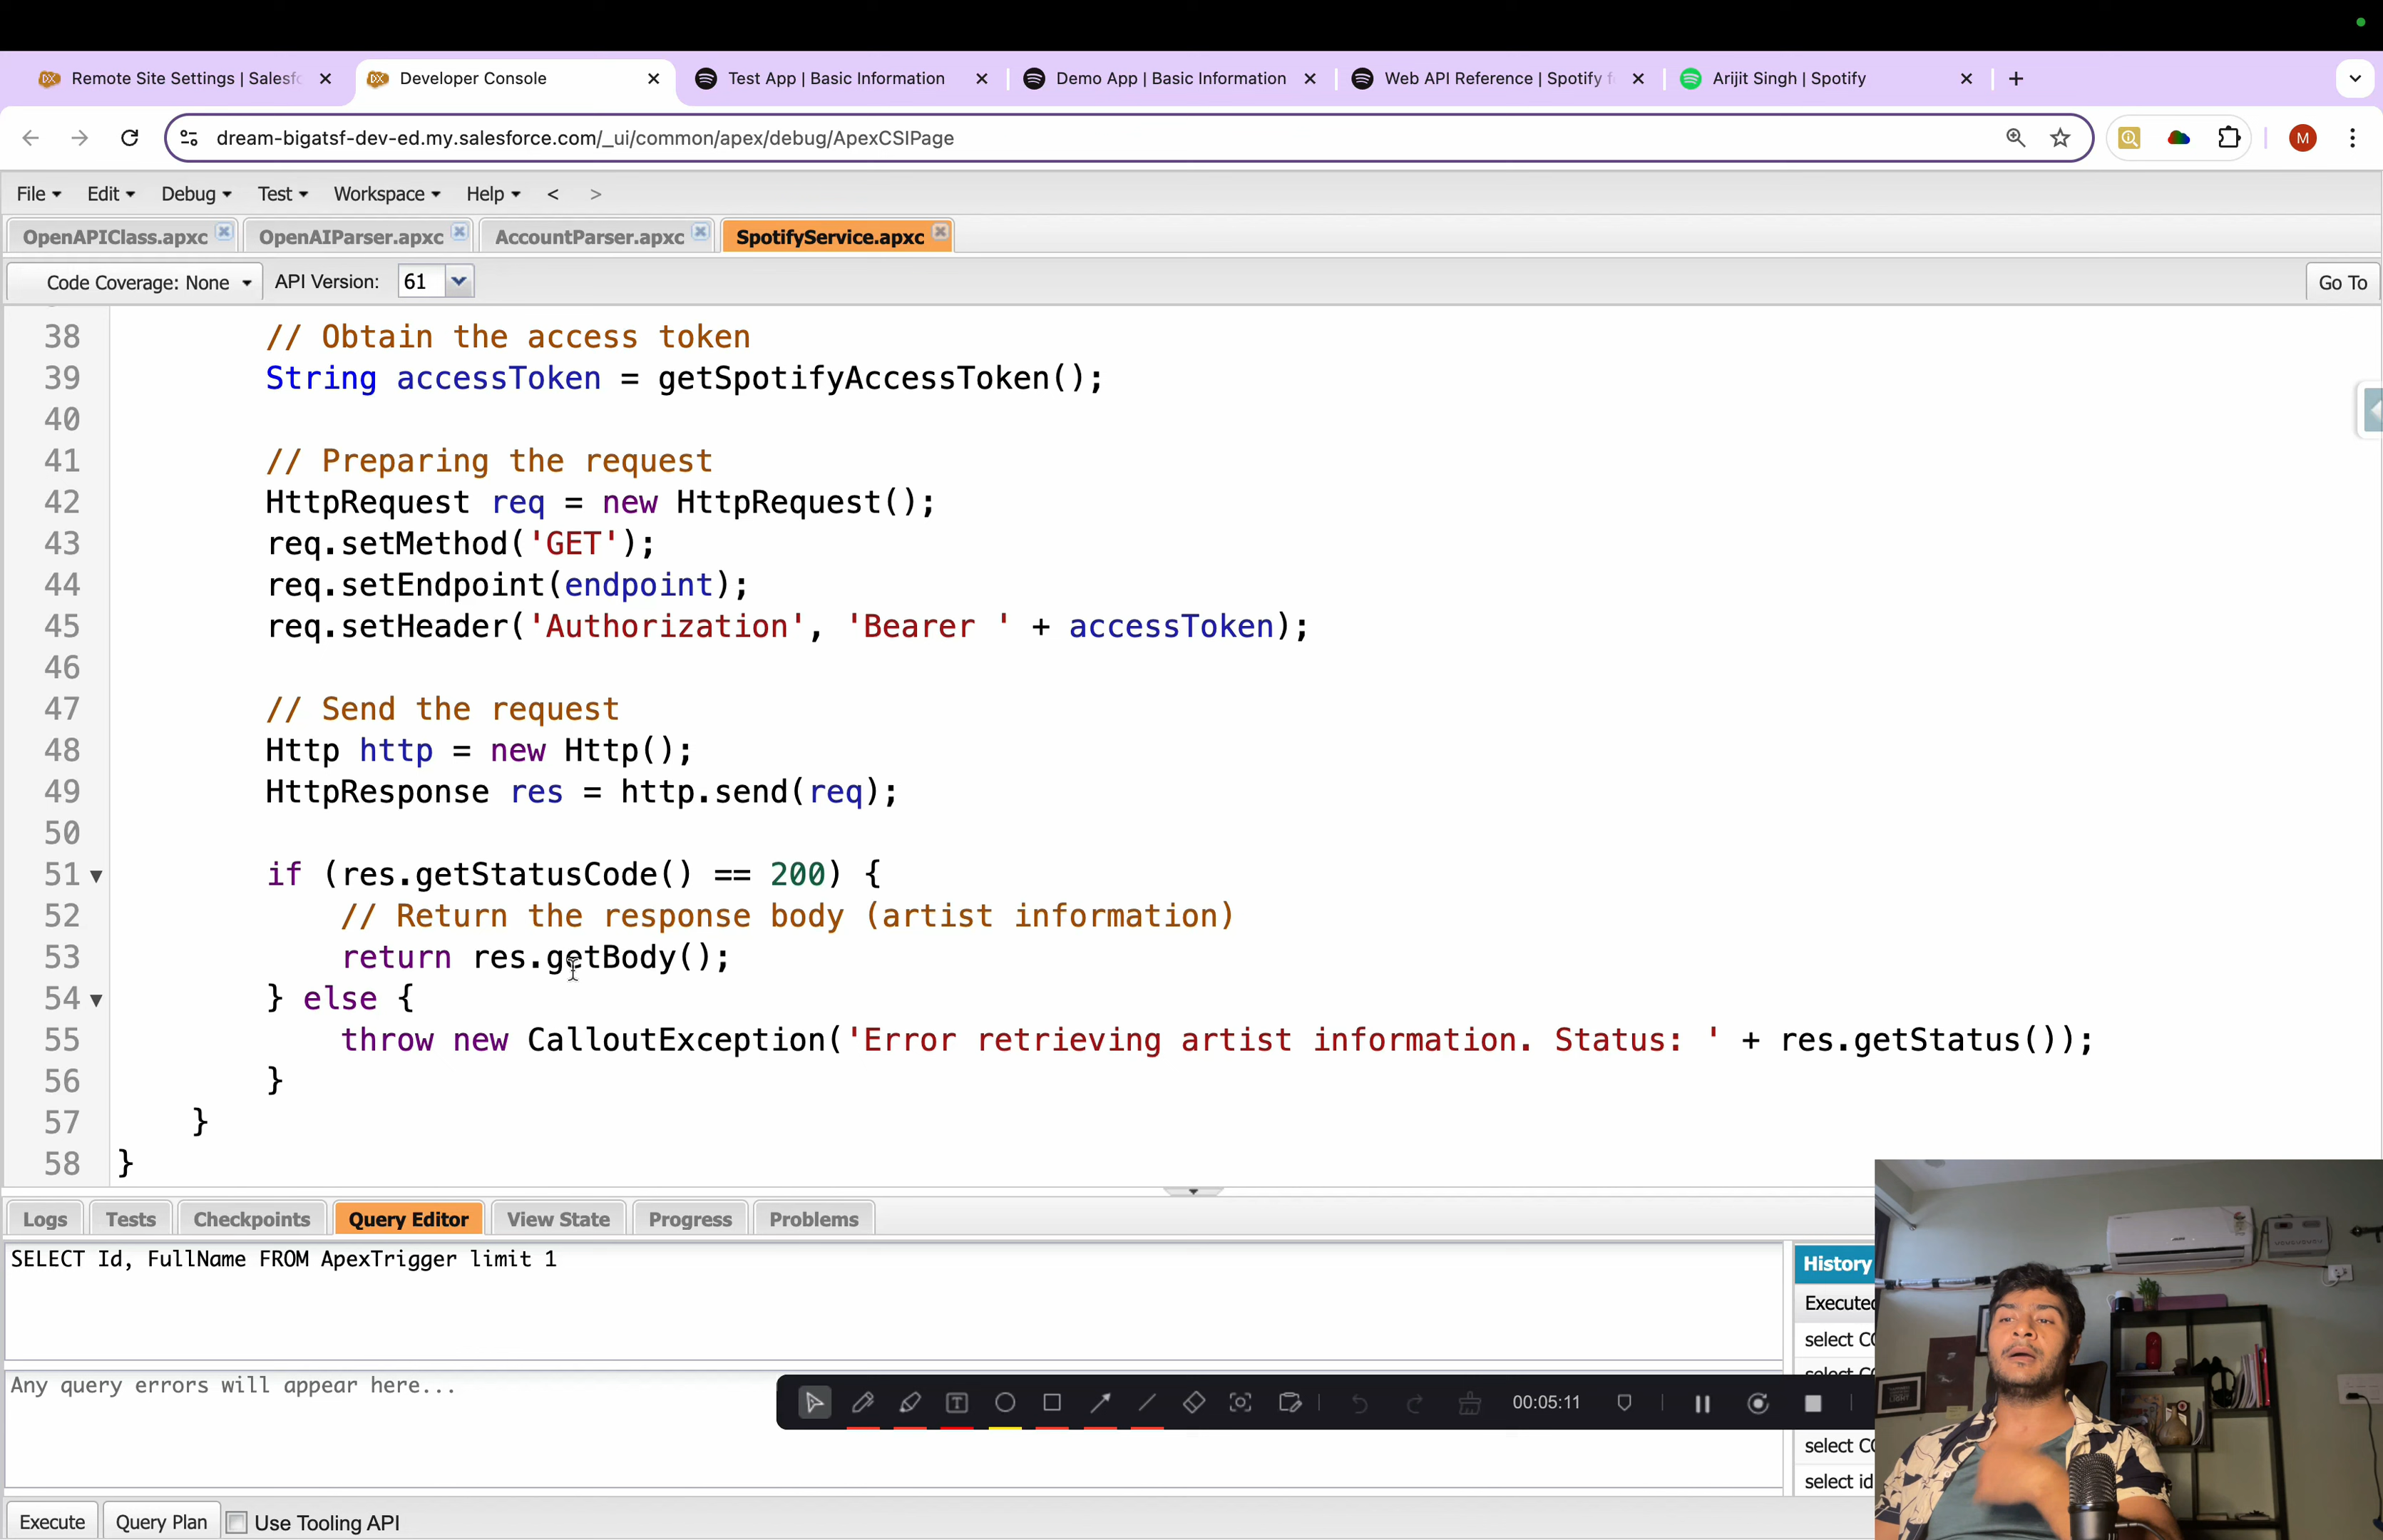 Remote Site Settings | Salesfo
Developer Console
Test App | Basic Information
Demo App | Basic Information
Web API Reference | Spotify f
Arijit Singh | Spotify
dream-bigatsf-dev-ed.my.salesforce.com/_ui/common/apex/debug/ApexCSIPage
M
File Edit Debug Test Workspace Help < >
OpenAPIClass.apxc OpenAIParser.apxc AccountParser.apxc SpotifyService.apxc
Code Coverage: None API Version: 61 Go To
38 // Obtain the access token
39 String accessToken = getSpotifyAccessToken();
40
41 // Preparing the request
42 HttpRequest req = new HttpRequest();
43 req.setMethod('GET');
44 req.setEndpoint(endpoint);
45 req.setHeader('Authorization', 'Bearer ' + accessToken);
46
47 // Send the request
48 Http http = new Http();
49 HttpResponse res = http.send(req);
50
51 if (res.getStatusCode() == 200) {
52 // Return the response body (artist information)
53 return res.getBody();
54 } else {
55 throw new CalloutException('Error retrieving artist information. Status: ' + res.getStatus());
56 }
57 }
58 }
Logs Tests Checkpoints Query Editor View State Progress Problems
SELECT Id, FullName FROM ApexTrigger limit 1
History
Executed
select CO
Any query errors will appear here...
00:05:11
select CO
select id
Execute Query Plan Use Tooling API